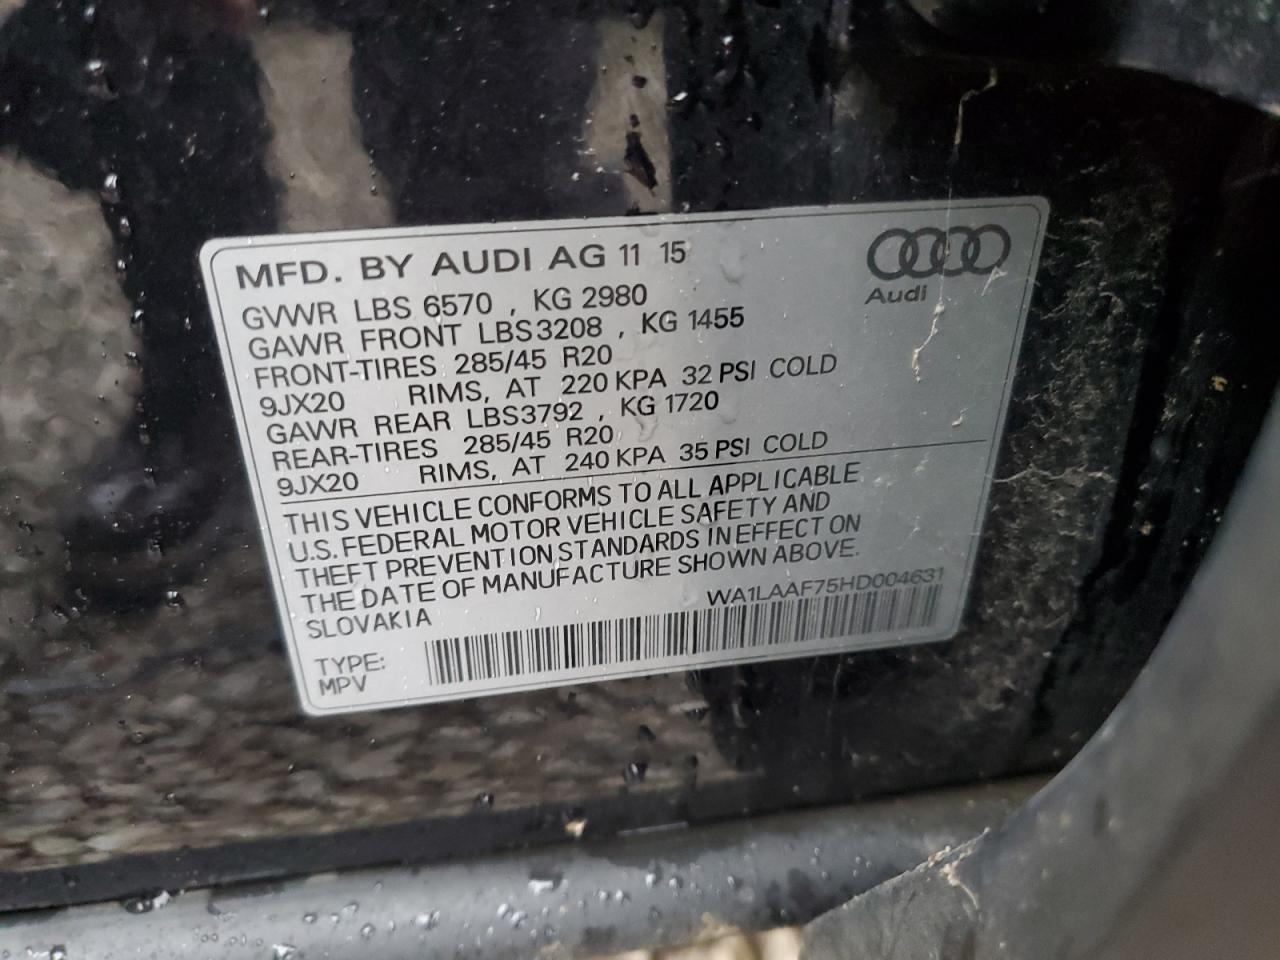 MFD. BY AUDI AG 11 15
Audi
GVWR LBS 6570 , KG 2980
GAWR FRONT LBS3208 , KG 1455
FRONT-TIRES 285/45 R20
9JX20 RIMS, AT 220 KPA 32 PSI COLD
GAWR REAR LBS3792 , KG 1720
REAR-TIRES 285/45 R20
9JX20 RIMS, AT 240 KPA 35 PSI COLD
THIS VEHICLE CONFORMS TO ALL APPLICABLE
U.S. FEDERAL MOTOR VEHICLE SAFETY AND
THEFT PREVENTION STANDARDS IN EFFECT ON
THE DATE OF MANUFACTURE SHOWN ABOVE.
SLOVAKIA WA1LAAF75HD004631
TYPE:
MPV